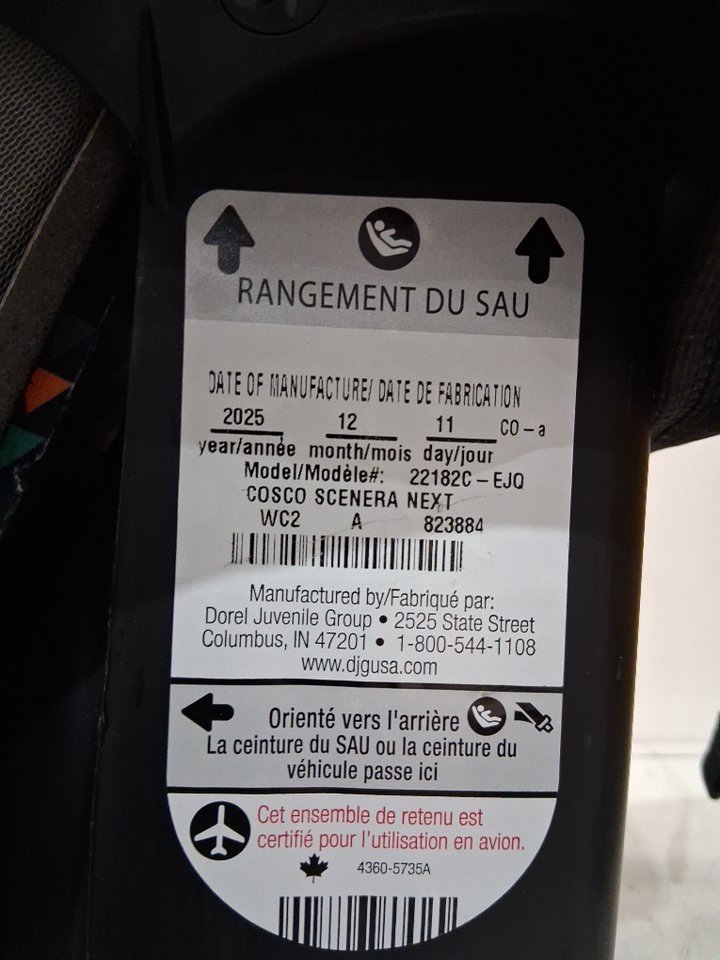 RANGEMENT DU SAU
DATE OF MANUFACTURE/ DATE DE FABRICATION
2025 12 11 CO-a
year/année month/mois day/jour
Model/Modèle#: 22182C-EJQ
COSCO SCENERA NEXT
WC2 A 823884
Manufactured by/Fabriqué par:
Dorel Juvenile Group • 2525 State Street
Columbus, IN 47201 • 1-800-544-1108
www.djgusa.com
Orienté vers l'arrière
La ceinture du SAU ou la ceinture du
véhicule passe ici
Cet ensemble de retenu est
certifié pour l'utilisation en avion.
4360-5735A